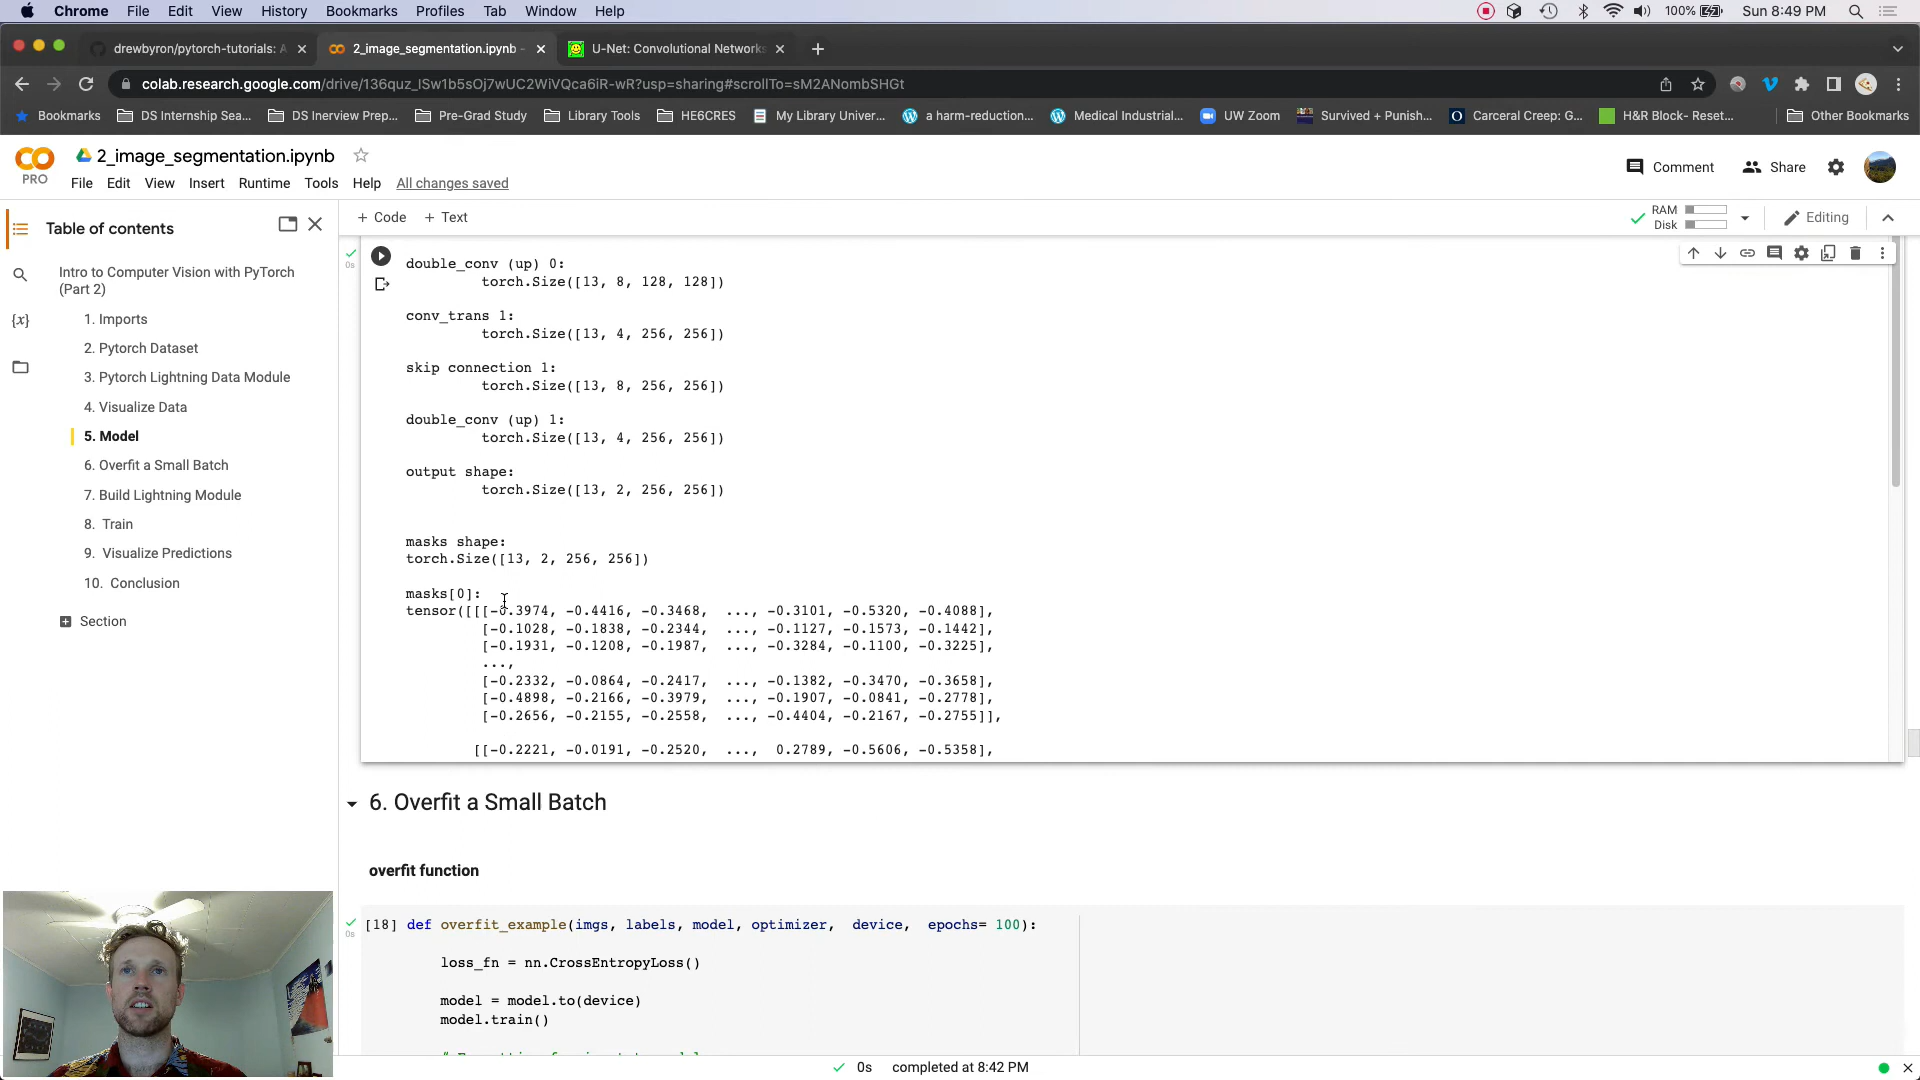 Chrome File Edit View History Bookmarks Profiles Tab Window Help 100% Sun 8:49 PM
drewbyron/pytorch-tutorials: A 2_image_segmentation.ipynb - U-Net: Convolutional Networks
colab.research.google.com/drive/136quz_lSw1b5sOj7wUC2WiVQca6iR-wR?usp=sharing#scrollTo=sM2ANombSHGt
Bookmarks DS Internship Sea... DS Inerview Prep... Pre-Grad Study Library Tools HE6CRES My Library Univer... a harm-reduction... Medical Industrial... UW Zoom Survived + Punish... Carceral Creep: G... H&R Block- Reset... Other Bookmarks
PRO
2_image_segmentation.ipynb
Comment Share
File Edit View Insert Runtime Tools Help All changes saved
Table of contents
+ Code + Text
RAM
Disk
Editing
Intro to Computer Vision with PyTorch
(Part 2)
1. Imports
2. Pytorch Dataset
3. Pytorch Lightning Data Module
4. Visualize Data
5. Model
6. Overfit a Small Batch
7. Build Lightning Module
8. Train
9. Visualize Predictions
10. Conclusion
Section
{x}
0s
double_conv (up) 0:
torch.Size([13, 8, 128, 128])
conv_trans 1:
torch.Size([13, 4, 256, 256])
skip connection 1:
torch.Size([13, 8, 256, 256])
double_conv (up) 1:
torch.Size([13, 4, 256, 256])
output shape:
torch.Size([13, 2, 256, 256])
masks shape:
torch.Size([13, 2, 256, 256])
masks[0]:
tensor([[[-0.3974, -0.4416, -0.3468, ..., -0.3101, -0.5320, -0.4088],
[-0.1028, -0.1838, -0.2344, ..., -0.1127, -0.1573, -0.1442],
[-0.1931, -0.1208, -0.1987, ..., -0.3284, -0.1100, -0.3225],
...,
[-0.2332, -0.0864, -0.2417, ..., -0.1382, -0.3470, -0.3658],
[-0.4898, -0.2166, -0.3979, ..., -0.1907, -0.0841, -0.2778],
[-0.2656, -0.2155, -0.2558, ..., -0.4404, -0.2167, -0.2755]],
[[-0.2221, -0.0191, -0.2520, ..., 0.2789, -0.5606, -0.5358],
6. Overfit a Small Batch
overfit function
0s
[18] def overfit_example(imgs, labels, model, optimizer, device, epochs= 100):
loss_fn = nn.CrossEntropyLoss()
model = model.to(device)
model.train()
0s completed at 8:42 PM